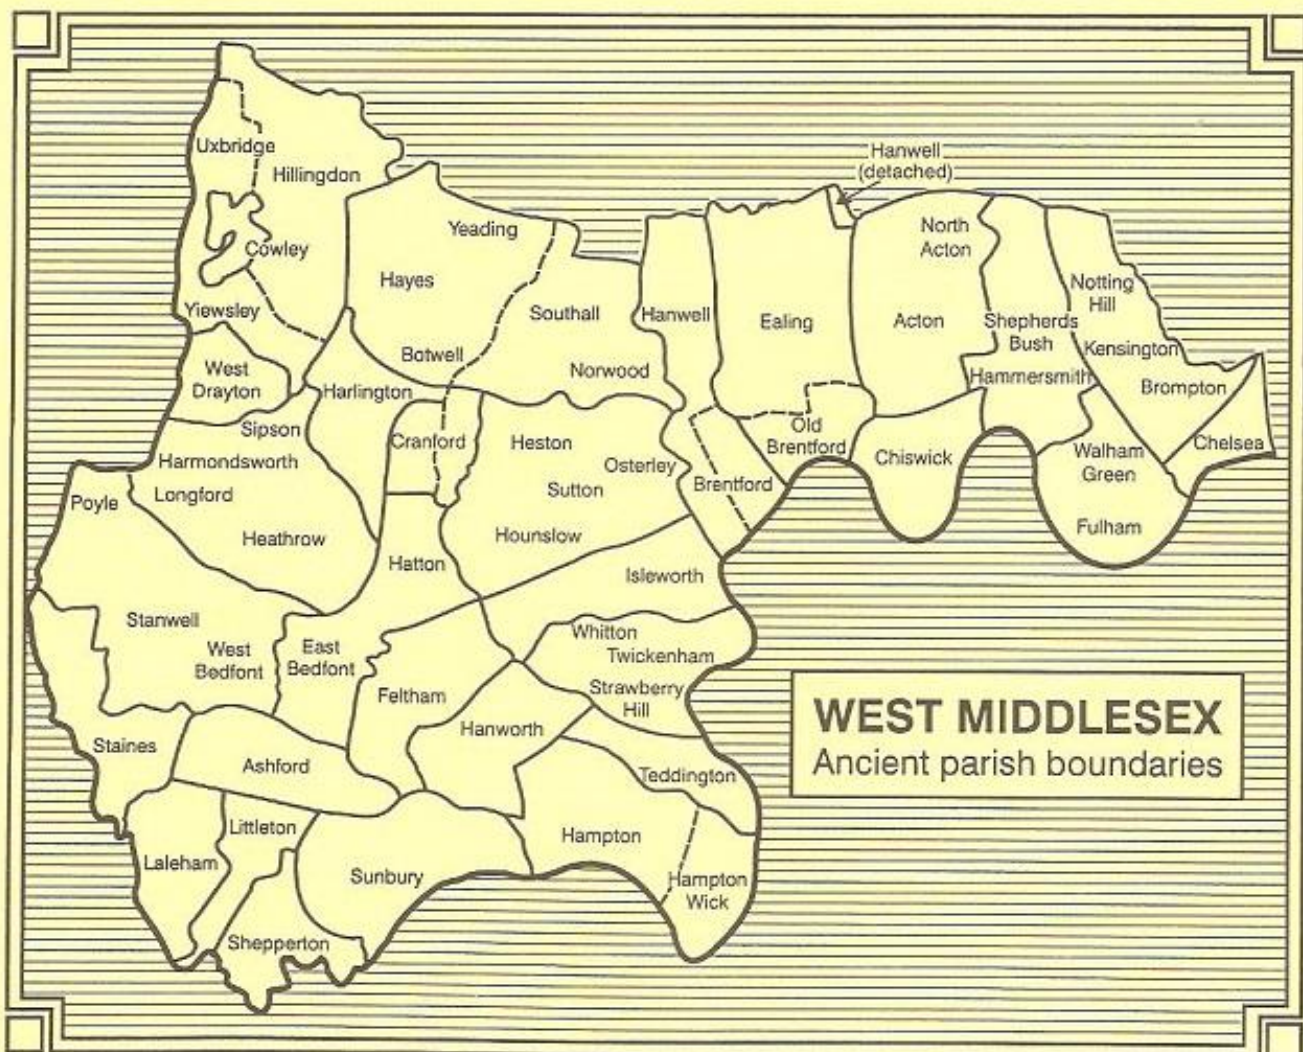 Uxbridge
Hillingdon
Hanwell
(detached)
Cowley
Yeading
North
Acton
Hayes
Notting
Hill
Yiewsley
Southall
Hanwell
Ealing
Acton
Shepherds
Bush
Kensington
West
Drayton
Botwell
Norwood
Hammersmith
Brompton
Harlington
Sipson
Cranford
Heston
Old
Brentford
Chiswick
Walham
Green
Chelsea
Harmondsworth
Osterley
Longford
Sutton
Brentford
Poyle
Heathrow
Hounslow
Fulham
Hatton
Isleworth
Stanwell
West
Bedfont
East
Bedfont
Whitton
Twickenham
Feltham
Strawberry
Hill
Staines
Hanworth
Ashford
Teddington
Littleton
Hampton
Laleham
Sunbury
Hampton
Wick
Shepperton
WEST MIDDLESEX
Ancient parish boundaries